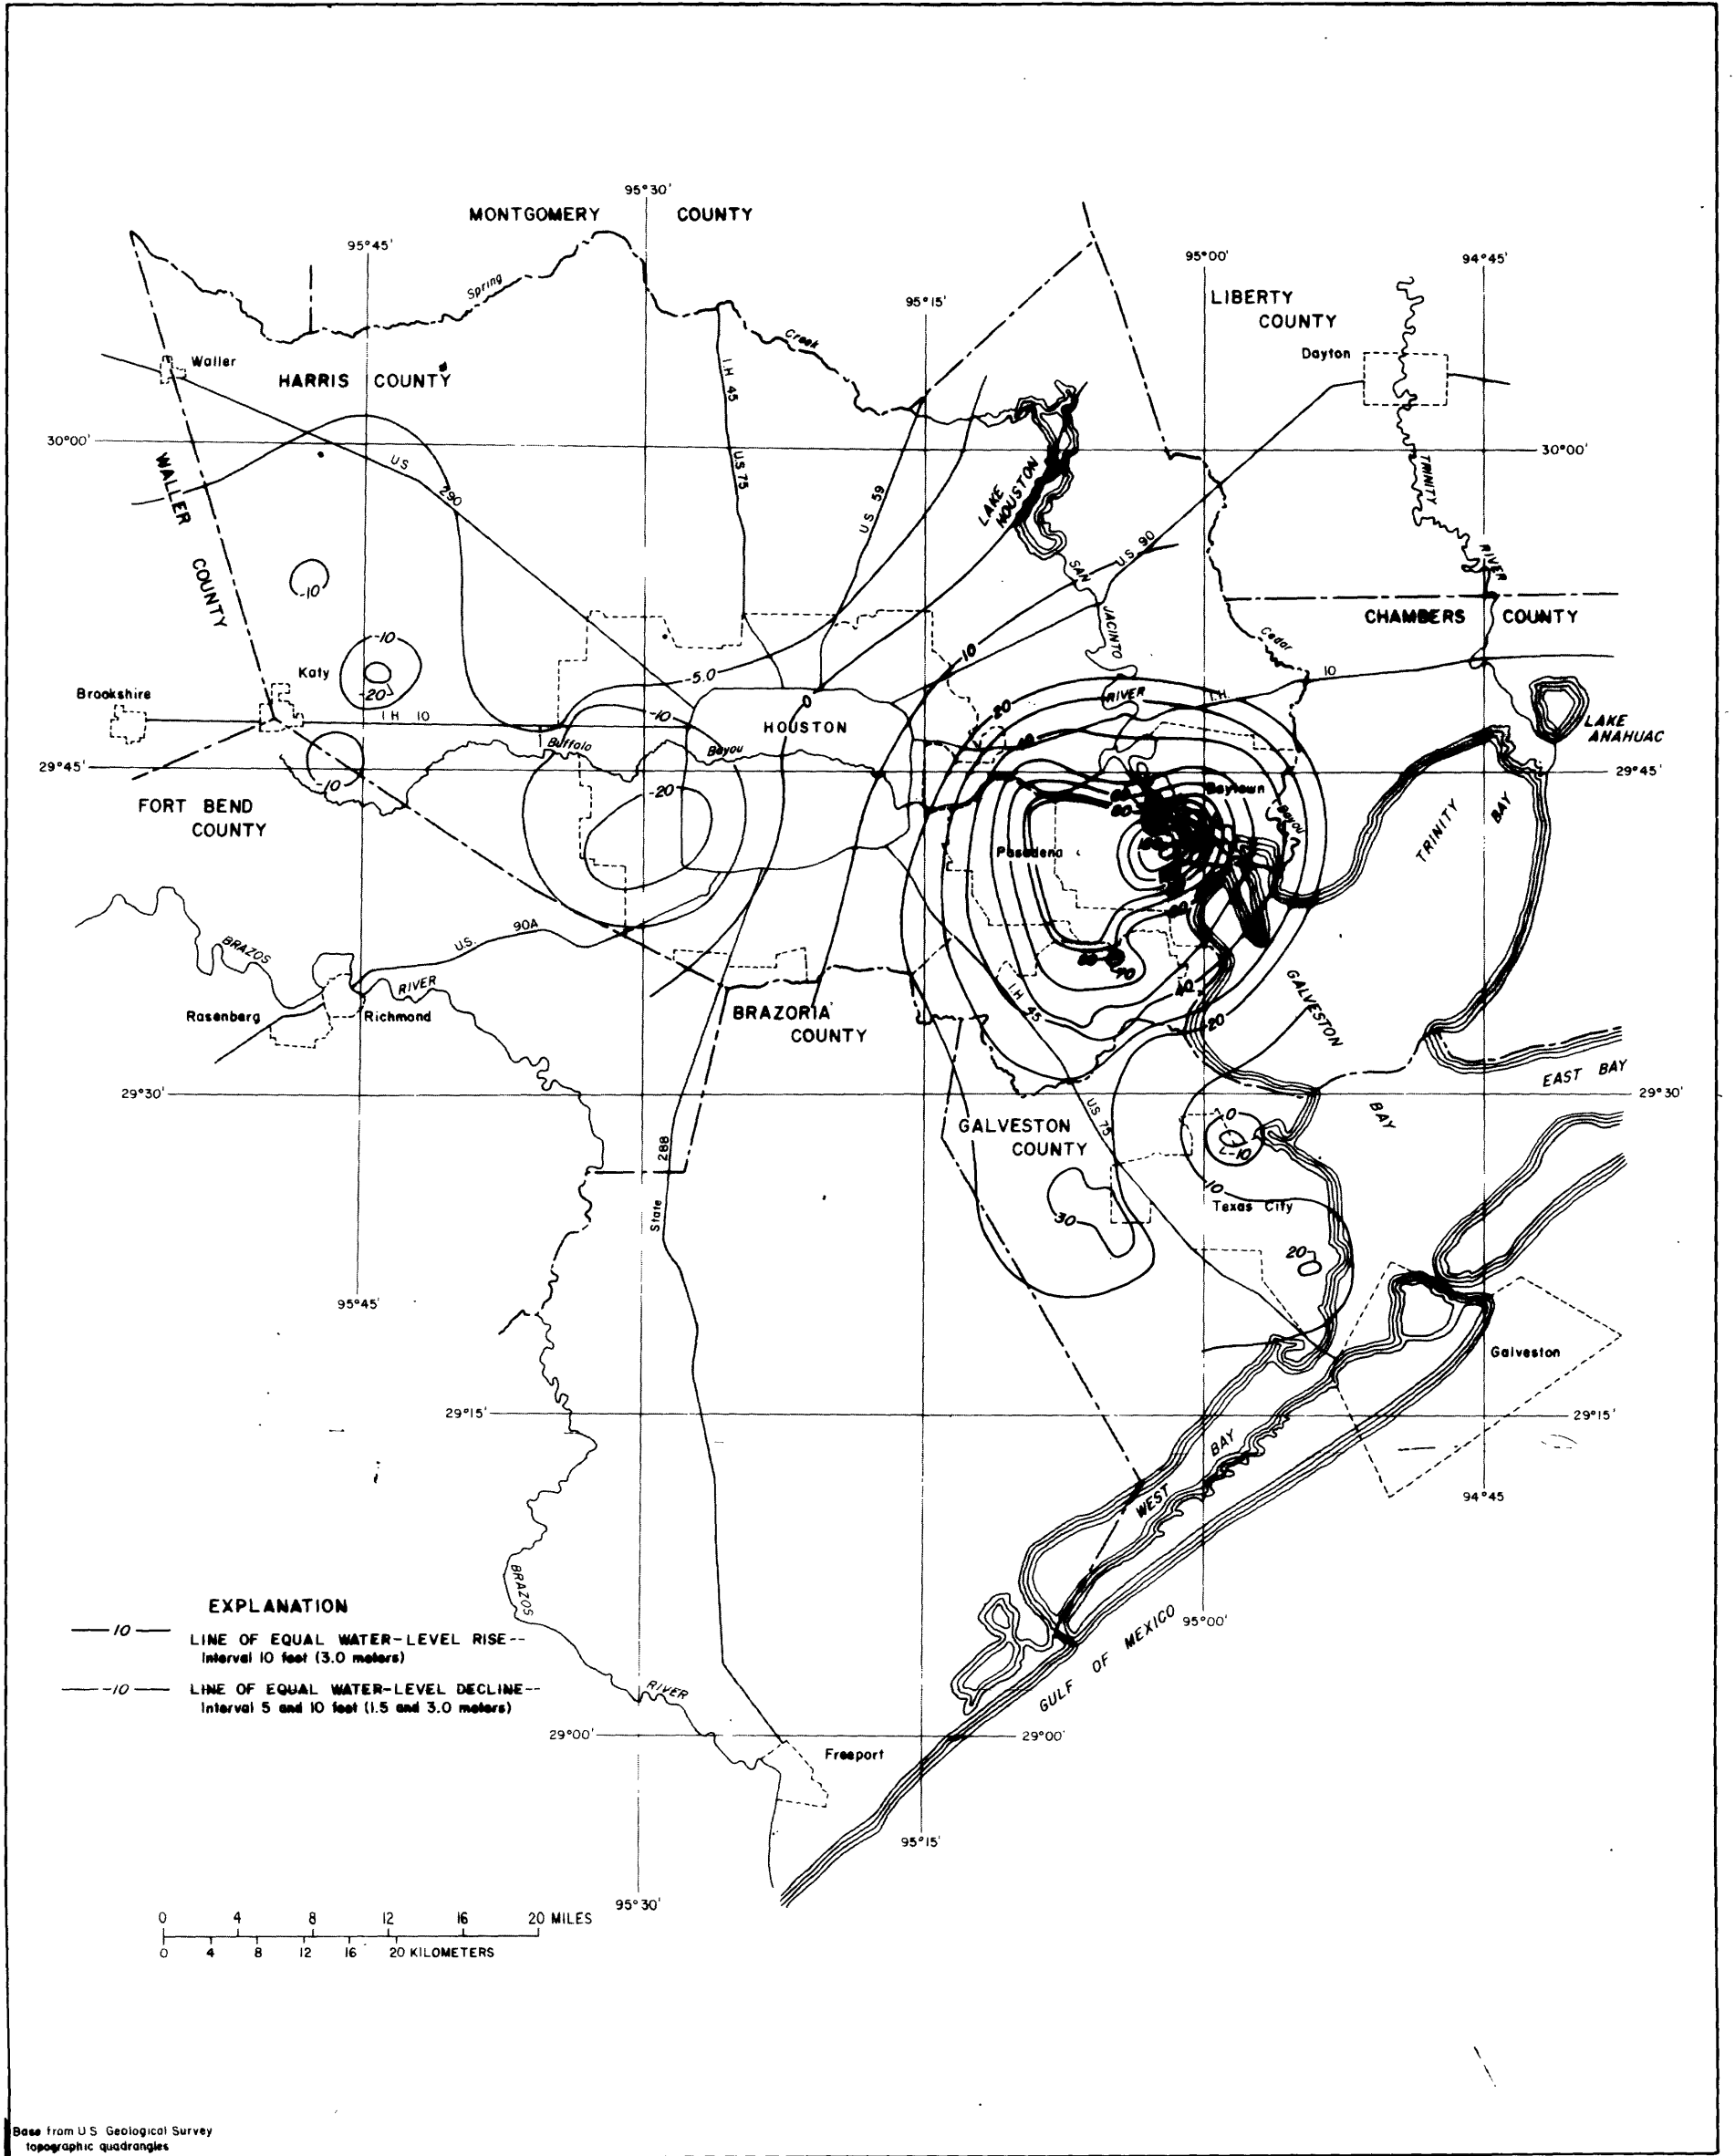 95°30'
MONTGOMERY COUNTY
95°45'
95°00'
94°45'
95°15'
LIBERTY
COUNTY
Spring
Creek
Dayton
Waller
HARRIS COUNTY
I.H. 45
30°00'
30°00'
WALLER
COUNTY
US
290
U.S. 75
U.S. 59
LAKE
HOUSTON
TRINITY
RIVER
U.S. 90
SAN
JACINTO
RIVER
-10
CHAMBERS COUNTY
Cedar
Bayou
-10
10
Katy
-20
-5.0
10
I.H.
Brookshire
I.H. 10
-10
0
HOUSTON
20
40
LAKE
ANAHUAC
Buffalo
Bayou
29°45'
29°45'
-10
-20
Baytown
80
FORT BEND
COUNTY
TRINITY
BAY
Pasadena
BRAZOS
RIVER
U.S. 90A
60
70
40
GALVESTON
BAY
Rosenberg
Richmond
I.H. 45
20
BRAZORIA
COUNTY
EAST BAY
29°30'
29°30'
U.S. 75
GALVESTON
COUNTY
0
-10
288
State
10
Texas City
30
20
95°45'
Galveston
29°15'
29°15'
WEST
BAY
94°45
BRAZOS
RIVER
95°00'
GULF OF MEXICO
EXPLANATION
10 LINE OF EQUAL WATER-LEVEL RISE--
Interval 10 feet (3.0 meters)
-10 LINE OF EQUAL WATER-LEVEL DECLINE--
Interval 5 and 10 feet (1.5 and 3.0 meters)
29°00'
29°00'
Freeport
95°15'
95°30'
0 4 8 12 16 20 MILES
0 4 8 12 16 20 KILOMETERS
Base from U.S. Geological Survey
topographic quadrangles